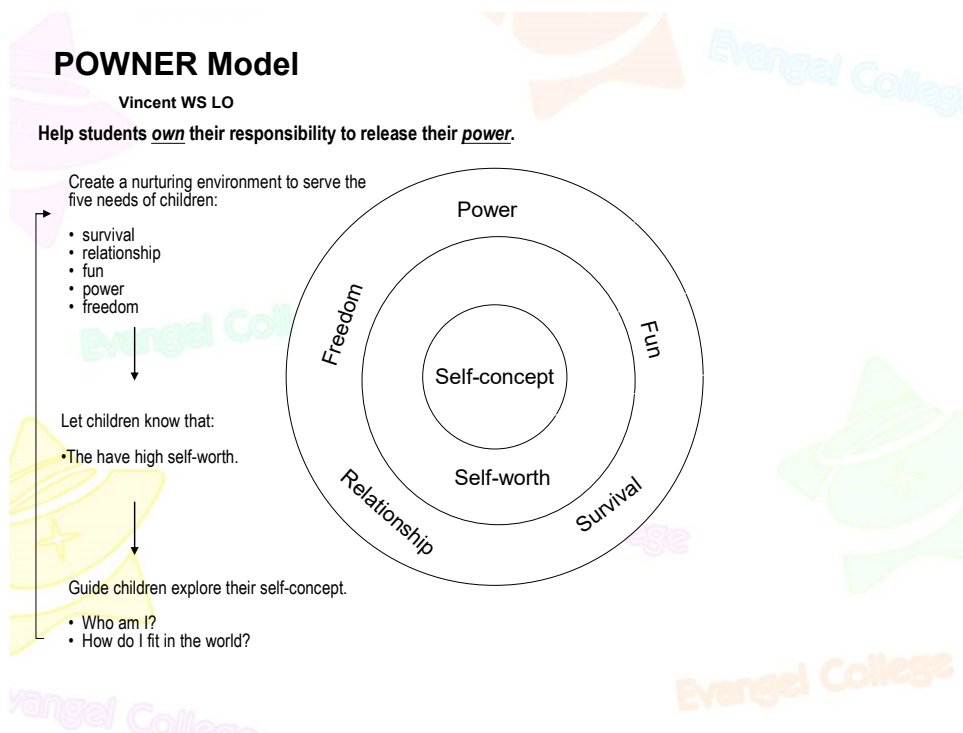 POWNER Model
Vincent WS LO
Help students own their responsibility to release their power.
Create a nurturing environment to serve the
five needs of children:
• survival
• relationship
• fun
• power
• freedom
Let children know that:
•The have high self-worth.
Guide children explore their self-concept.
• Who am I?
• How do I fit in the world?
Power
Freedom
Fun
Self-concept
Self-worth
Relationship
Survival
Evangel College
Evangel Coll
ege
Evangel College
vangel College